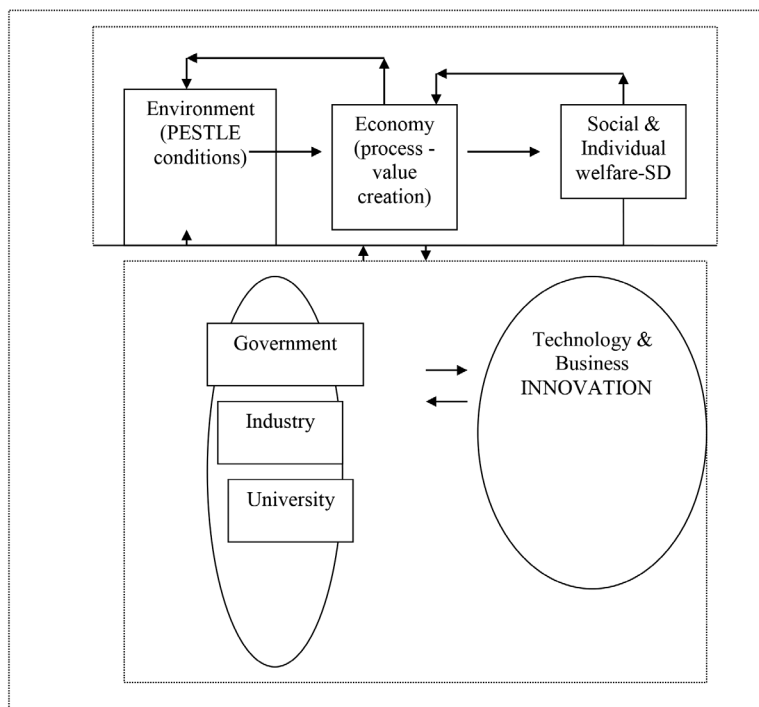 Environment
(PESTLE
conditions)
Economy
(process -
value
creation)
Social &
Individual
welfare-SD
Government
Industry
University
Technology &
Business
INNOVATION